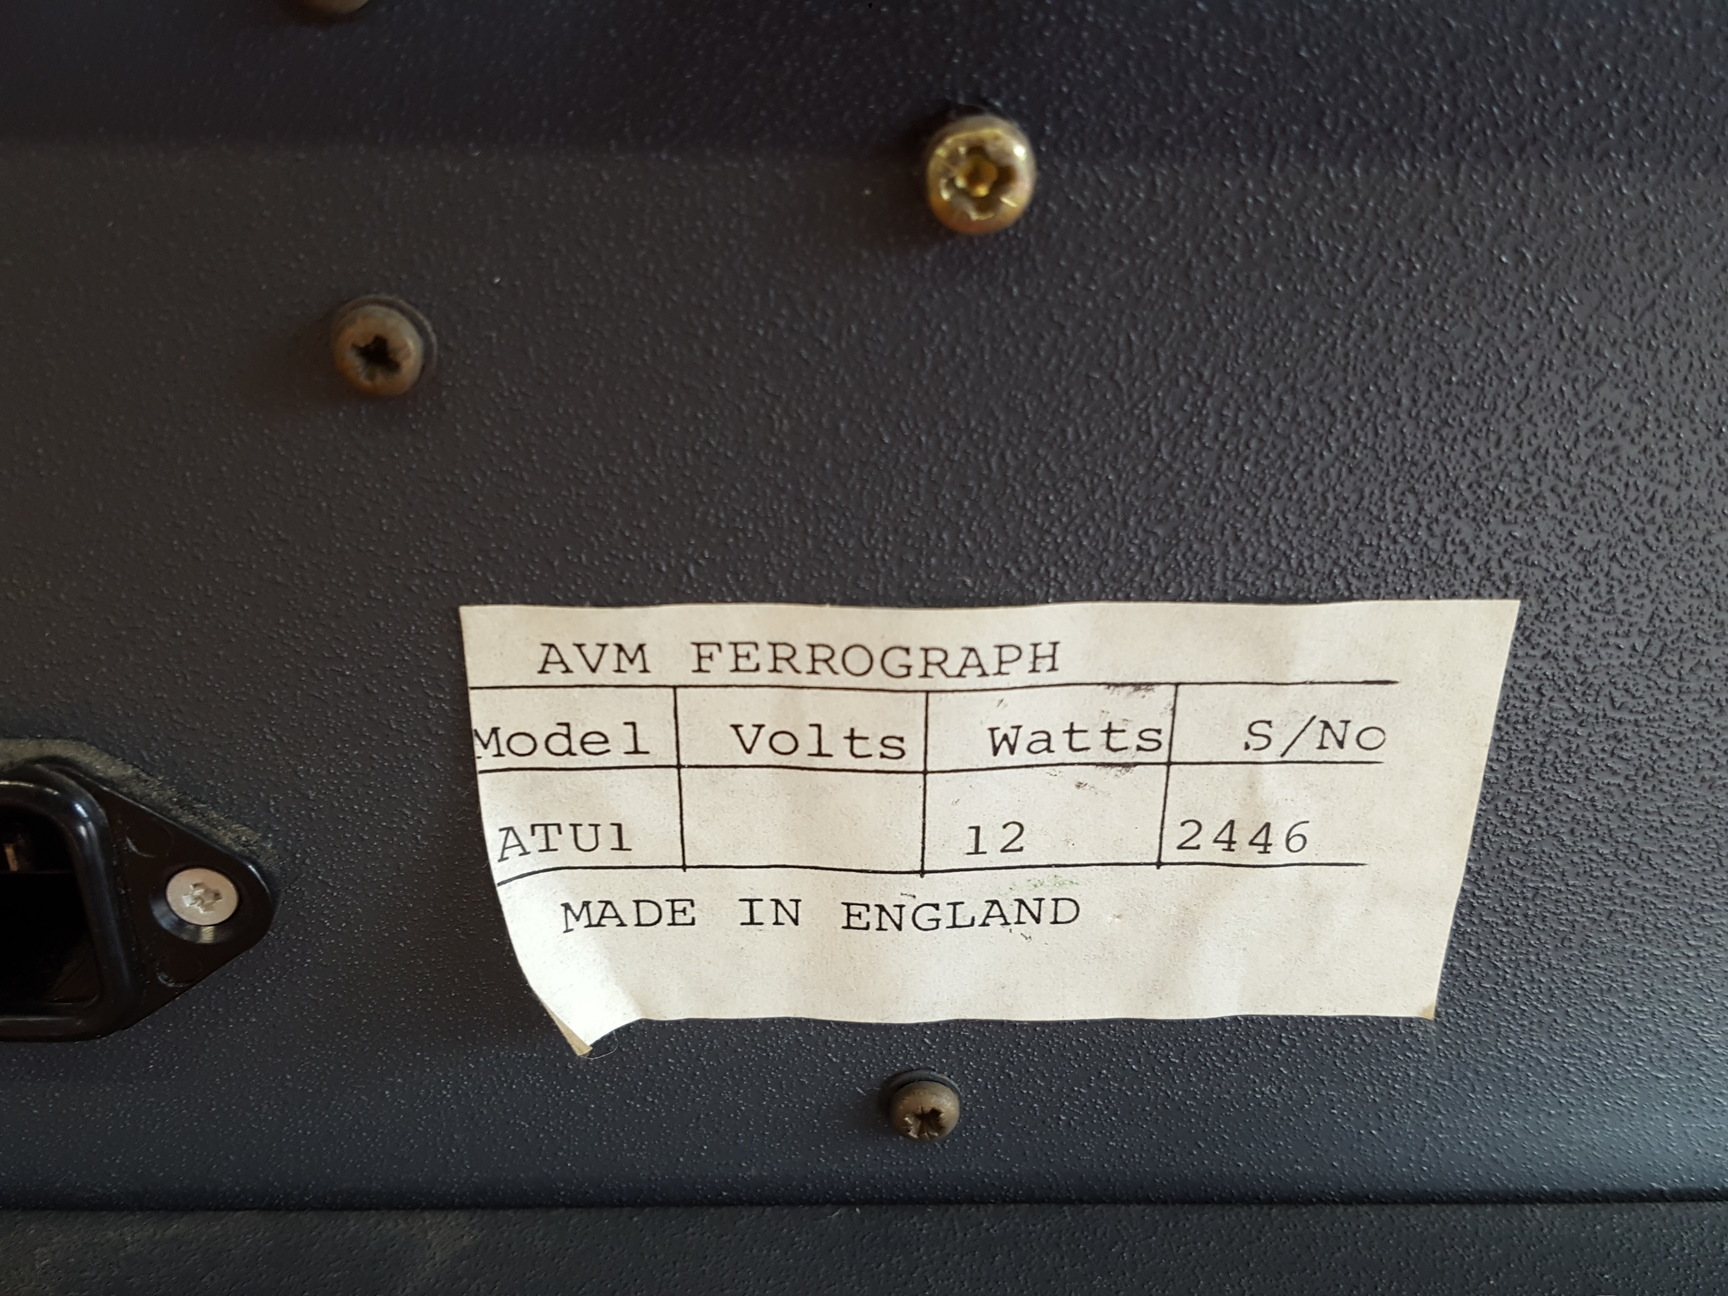 AVM FERROGRAPH
Model Volts Watts S/No
ATU1 12 2446
MADE IN ENGLAND